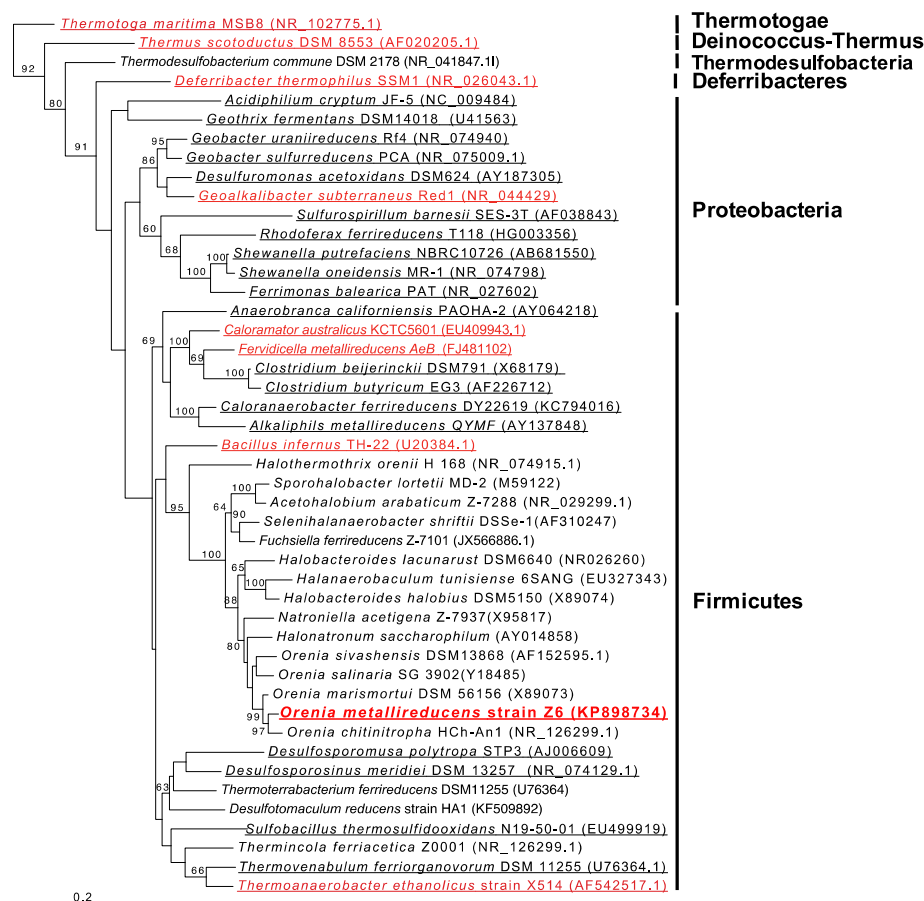 Thermotoga maritima MSB8 (NR_102775.1)
Thermotogae
Thermus scotoductus DSM 8553 (AF020205.1)
Deinococcus-Thermus
92
Thermodesulfobacterium commune DSM 2178 (NR_041847.1l)
Thermodesulfobacteria
80
Deferribacter thermophilus SSM1 (NR_026043.1)
Deferribacteres
Acidiphilium cryptum JF-5 (NC_009484)
Geothrix fermentans DSM14018 (U41563)
95
Geobacter uraniireducens Rf4 (NR_074940)
91
Geobacter sulfurreducens PCA (NR_075009.1)
86
Desulfuromonas acetoxidans DSM624 (AY187305)
Geoalkalibacter subterraneus Red1 (NR_044429)
Sulfurospirillum barnesii SES-3T (AF038843)
Proteobacteria
60
Rhodoferax ferrireducens T118 (HG003356)
68
100
Shewanella putrefaciens NBRC10726 (AB681550)
100
Shewanella oneidensis MR-1 (NR_074798)
Ferrimonas balearica PAT (NR_027602)
Anaerobranca californiensis PAOHA-2 (AY064218)
Caloramator australicus KCTC5601 (EU409943.1)
69
100
Fervidicella metallireducens AeB (FJ481102)
69
Clostridium beijerinckii DSM791 (X68179)
100
Clostridium butyricum EG3 (AF226712)
Caloranaerobacter ferrireducens DY22619 (KC794016)
100
Alkaliphils metallireducens QYMF (AY137848)
Bacillus infernus TH-22 (U20384.1)
Halothermothrix orenii H 168 (NR_074915.1)
Sporohalobacter lortetii MD-2 (M59122)
100
Acetohalobium arabaticum Z-7288 (NR_029299.1)
95
64
90
Selenihalanaerobacter shriftii DSSe-1(AF310247)
Fuchsiella ferrireducens Z-7101 (JX566886.1)
100
Halobacteroides lacunarust DSM6640 (NR026260)
65
Halanaerobaculum tunisiense 6SANG (EU327343)
100
Halobacteroides halobius DSM5150 (X89074)
88
Firmicutes
Natroniella acetigena Z-7937(X95817)
Halonatronum saccharophilum (AY014858)
80
Orenia sivashensis DSM13868 (AF152595.1)
Orenia salinaria SG 3902(Y18485)
Orenia marismortui DSM 56156 (X89073)
99
Orenia metallireducens strain Z6 (KP898734)
97
Orenia chitinitropha HCh-An1 (NR_126299.1)
Desulfosporomusa polytropa STP3 (AJ006609)
Desulfosporosinus meridiei DSM 13257 (NR_074129.1)
63
Thermoterrabacterium ferrireducens DSM11255 (U76364)
Desulfotomaculum reducens strain HA1 (KF509892)
Sulfobacillus thermosulfidooxidans N19-50-01 (EU499919)
Thermincola ferriacetica Z0001 (NR_126299.1)
Thermovenabulum ferriorganovorum DSM 11255 (U76364.1)
66
Thermoanaerobacter ethanolicus strain X514 (AF542517.1)
0.2